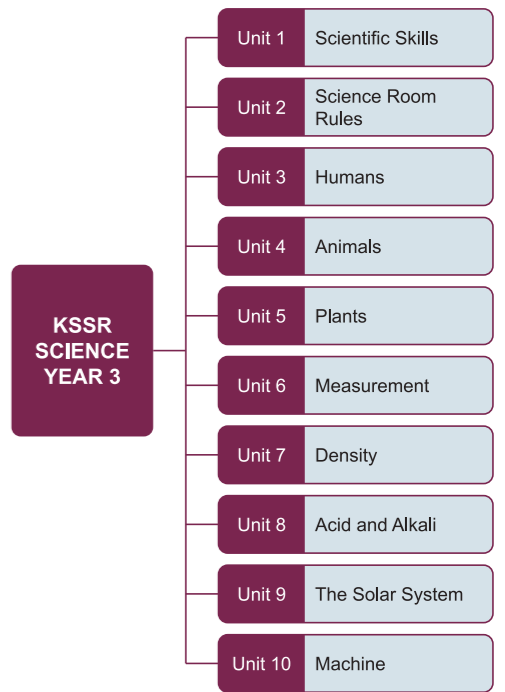 KSSR
SCIENCE
YEAR 3
Unit 1 Scientific Skills
Unit 2 Science Room
Rules
Unit 3 Humans
Unit 4 Animals
Unit 5 Plants
Unit 6 Measurement
Unit 7 Density
Unit 8 Acid and Alkali
Unit 9 The Solar System
Unit 10 Machine